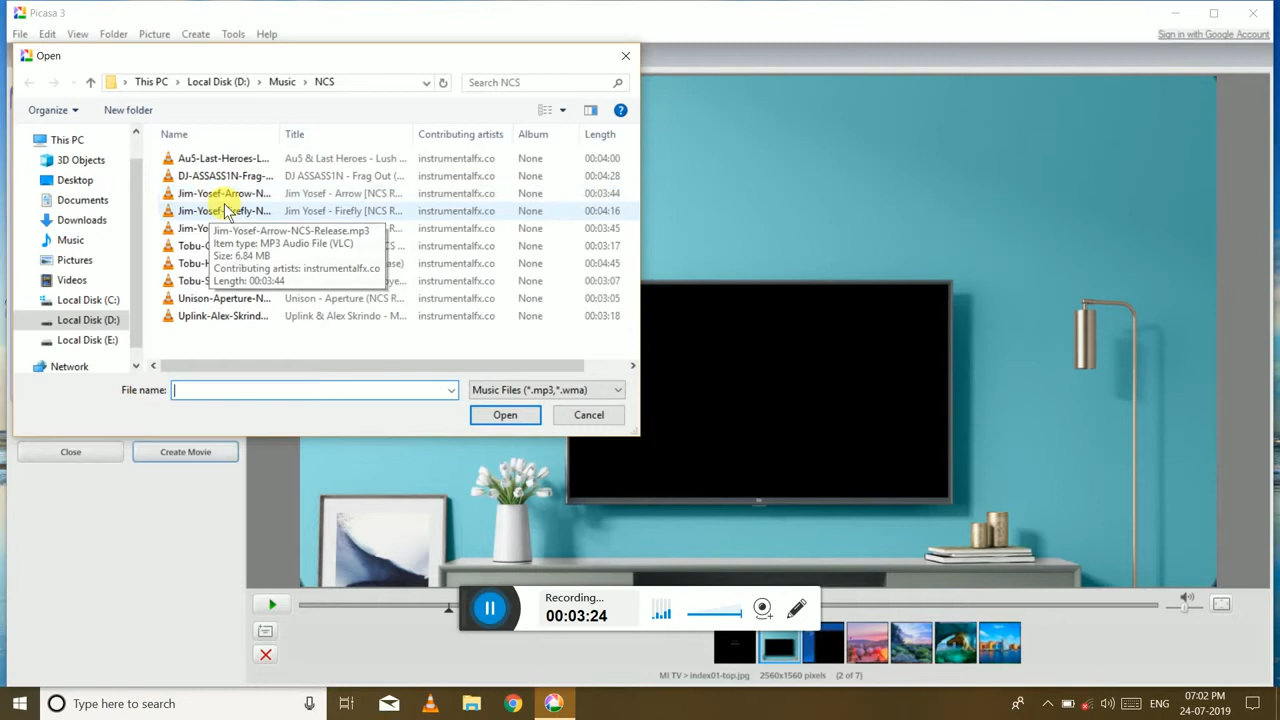 Picasa 3
File Edit View Folder Picture Create Tools Help
Sign in with Google Account
Open
This PC > Local Disk (D:) > Music > NCS
Search NCS
Organize
New folder
This PC
3D Objects
Desktop
Documents
Downloads
Music
Pictures
Videos
Local Disk (C:)
Local Disk (D:)
Local Disk (E:)
Network
Name Title Contributing artists Album Length
Au5-Last-Heroes-L... Au5 & Last Heroes - Lush ... instrumentalfx.co None 00:04:00
DJ-ASSASS1N-Frag-... DJ ASSASS1N - Frag Out (... instrumentalfx.co None 00:04:28
Jim-Yosef-Arrow-N... Jim Yosef - Arrow [NCS R... instrumentalfx.co None 00:03:44
Jim-Yosef-Firefly-N... Jim Yosef - Firefly [NCS R... instrumentalfx.co None 00:04:16
Jim-Yo instrumentalfx.co None 00:03:45
Tobu- instrumentalfx.co None 00:03:17
Tobu- instrumentalfx.co None 00:04:45
Tobu-S instrumentalfx.co None 00:03:07
Unison-Aperture-N... Unison - Aperture (NCS R... instrumentalfx.co None 00:03:05
Uplink-Alex-Skrind... Uplink & Alex Skrindo - M... instrumentalfx.co None 00:03:18
Jim-Yosef-Arrow-NCS-Release.mp3
Item type: MP3 Audio File (VLC)
Size: 6.84 MB
Contributing artists: instrumentalfx.co
Length: 00:03:44
File name:
Music Files (*.mp3,*.wma)
Open
Cancel
Close
Create Movie
Recording...
00:03:24
MI TV > index01-top.jpg 2560x1560 pixels (2 of 7)
Type here to search
ENG
07:02 PM
24-07-2019